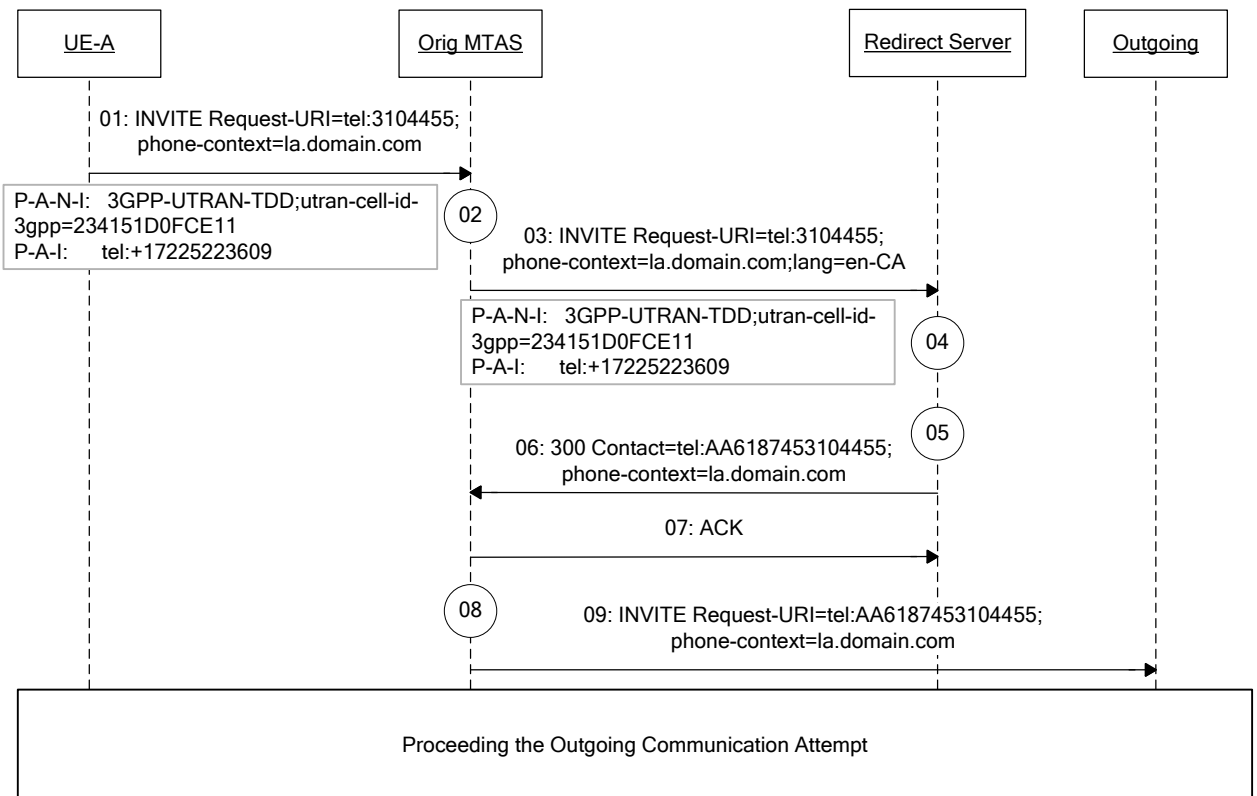 UE-A
Orig MTAS
Redirect Server
Outgoing
01: INVITE Request-URI=tel:3104455;
phone-context=la.domain.com
P-A-N-I: 3GPP-UTRAN-TDD;utran-cell-id-
3gpp=234151D0FCE11
P-A-I: tel:+17225223609
02
03: INVITE Request-URI=tel:3104455;
phone-context=la.domain.com;lang=en-CA
P-A-N-I: 3GPP-UTRAN-TDD;utran-cell-id-
3gpp=234151D0FCE11
P-A-I: tel:+17225223609
04
05
06: 300 Contact=tel:AA6187453104455;
phone-context=la.domain.com
07: ACK
08
09: INVITE Request-URI=tel:AA6187453104455;
phone-context=la.domain.com
Proceeding the Outgoing Communication Attempt